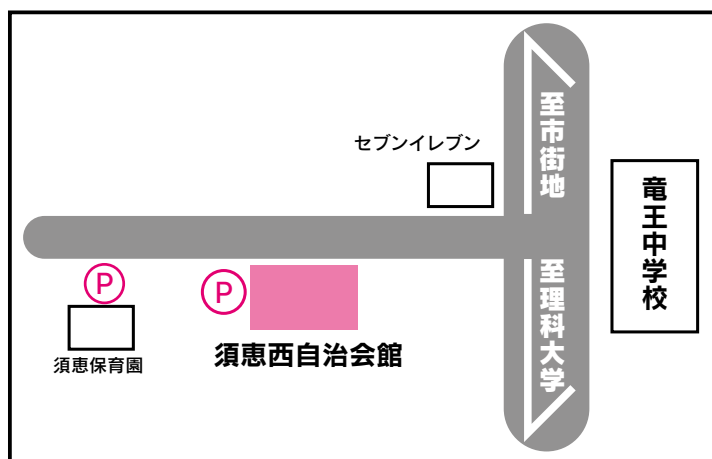 至市街地
セブンイレブン
竜王中学校
至理科大学
P
P
須恵西自治会館
須恵保育園